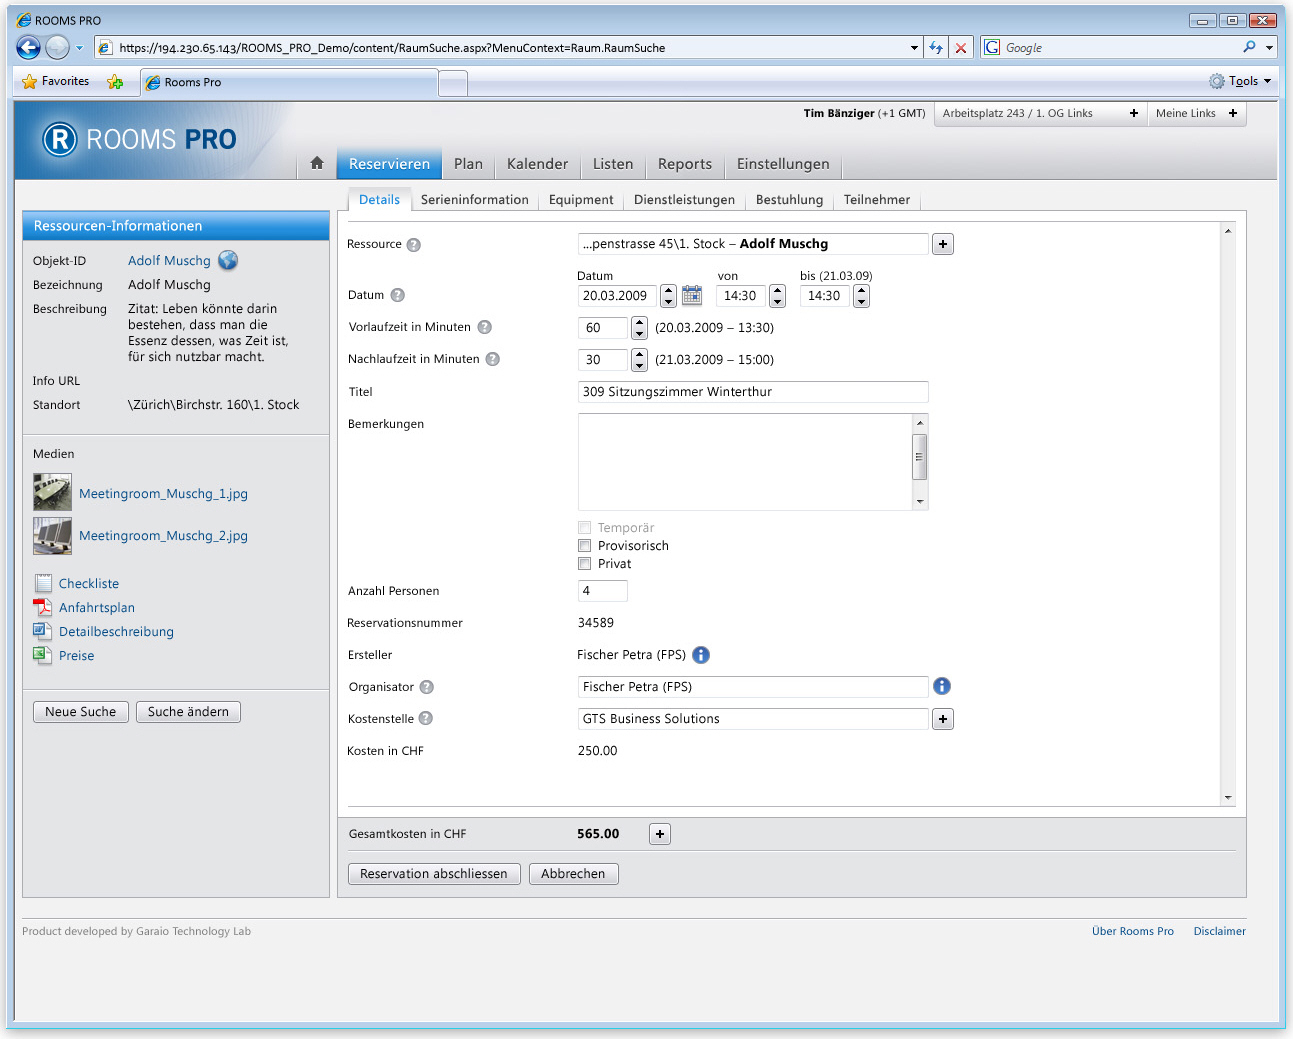 ROOMS PRO
https://194.230.65.143/ROOMS_PRO_Demo/content/RaumSuche.aspx?MenuContext=Raum.RaumSuche
G Google
Favorites
Rooms Pro
Tools
Tim Bänziger (+1 GMT)
Arbeitsplatz 243 / 1. OG Links +
Meine Links +
R ROOMS PRO
Reservieren Plan Kalender Listen Reports Einstellungen
Details Serieninformation Equipment Dienstleistungen Bestuhlung Teilnehmer
Ressourcen-Informationen
Objekt-ID Adolf Muschg
Bezeichnung Adolf Muschg
Beschreibung Zitat: Leben könnte darin
bestehen, dass man die
Essenz dessen, was Zeit ist,
für sich nutzbar macht.
Info URL
Standort \Zürich\Birchstr. 160\1. Stock
Medien
Meetingroom_Muschg_1.jpg
Meetingroom_Muschg_2.jpg
Checkliste
Anfahrtsplan
Detailbeschreibung
Preise
Neue Suche Suche ändern
Ressource ? ...penstrasse 45\1. Stock – Adolf Muschg +
Datum von bis (21.03.09)
Datum ? 20.03.2009 14:30 14:30
Vorlaufzeit in Minuten ? 60 (20.03.2009 – 13:30)
Nachlaufzeit in Minuten ? 30 (21.03.2009 – 15:00)
Titel 309 Sitzungszimmer Winterthur
Bemerkungen
Temporär
Provisorisch
Privat
Anzahl Personen 4
Reservationsnummer 34589
Ersteller Fischer Petra (FPS) i
Organisator ? Fischer Petra (FPS) i
Kostenstelle ? GTS Business Solutions +
Kosten in CHF 250.00
Gesamtkosten in CHF 565.00 +
Reservation abschliessen Abbrechen
Product developed by Garaio Technology Lab
Über Rooms Pro Disclaimer